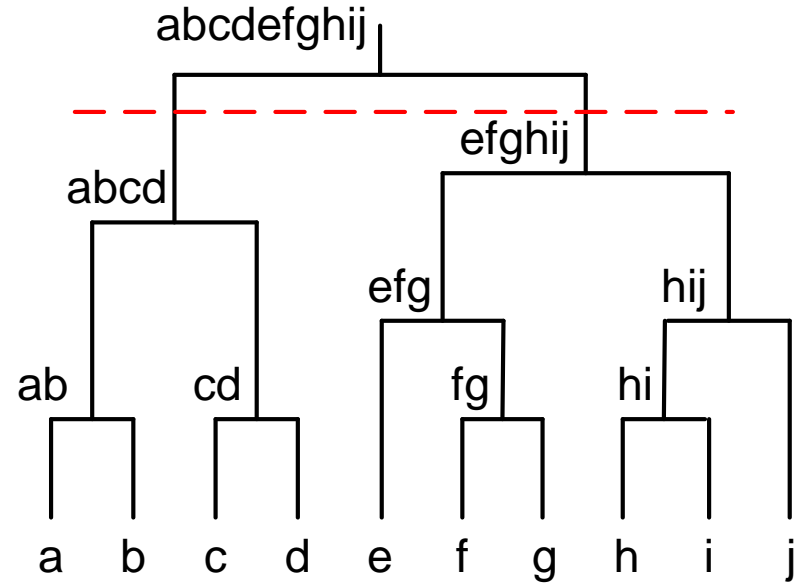 abcdefghij
efghij
abcd
efg hij
ab cd fg hi
a b c d e f g h i j